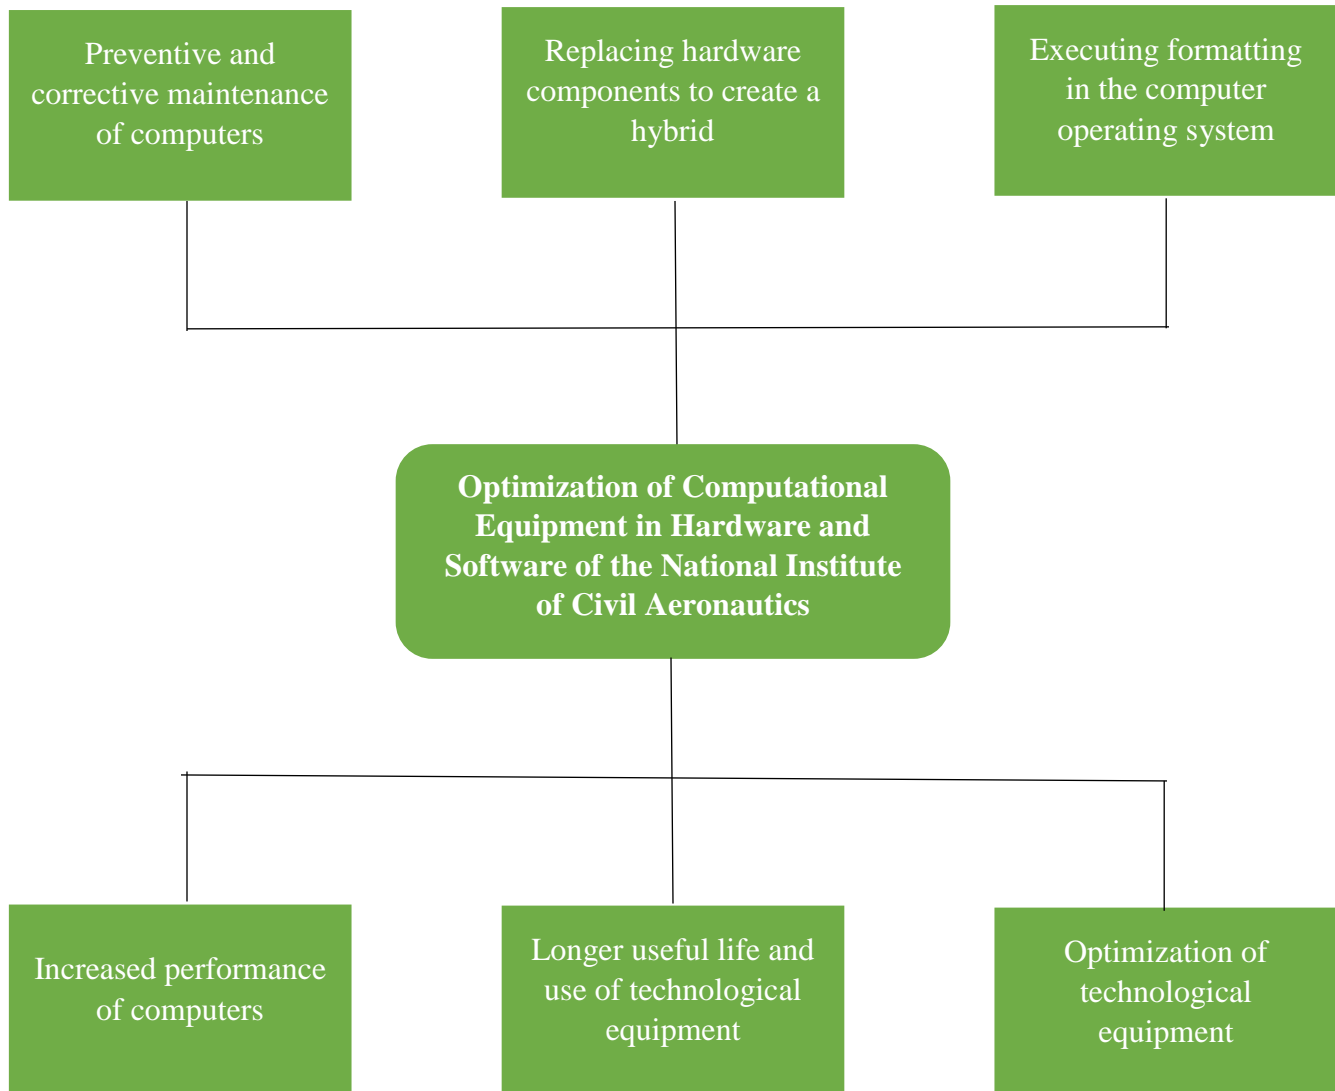 Preventive and
corrective maintenance
of computers
Replacing hardware
components to create a
hybrid
Executing formatting
in the computer
operating system
Optimization of Computational
Equipment in Hardware and
Software of the National Institute
of Civil Aeronautics
Increased performance
of computers
Longer useful life and
use of technological
equipment
Optimization of
technological
equipment